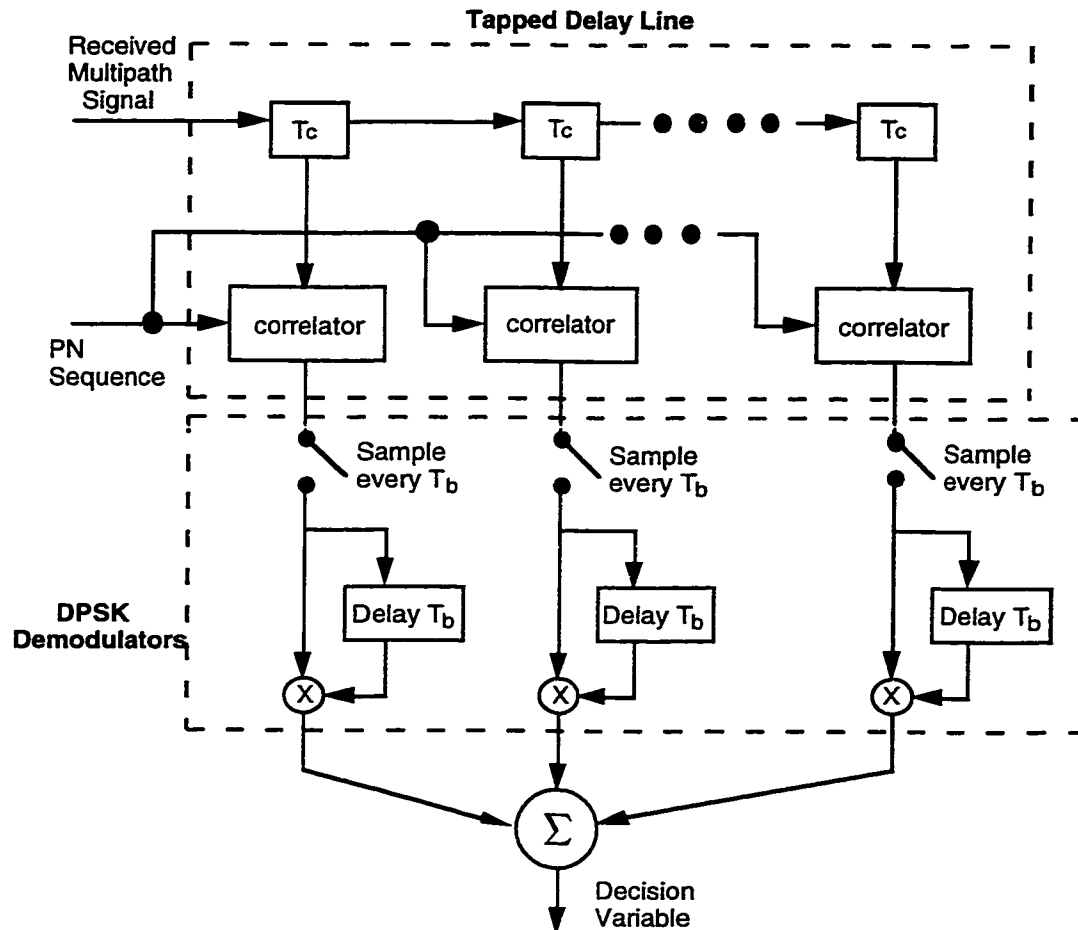 Tapped Delay Line
Received
Multipath
Signal
Tc
Tc
Tc
correlator
correlator
correlator
PN
Sequence
Sample
every Tb
Sample
every Tb
Sample
every Tb
DPSK
Demodulators
Delay Tb
Delay Tb
Delay Tb
X
X
X
Σ
Decision
Variable